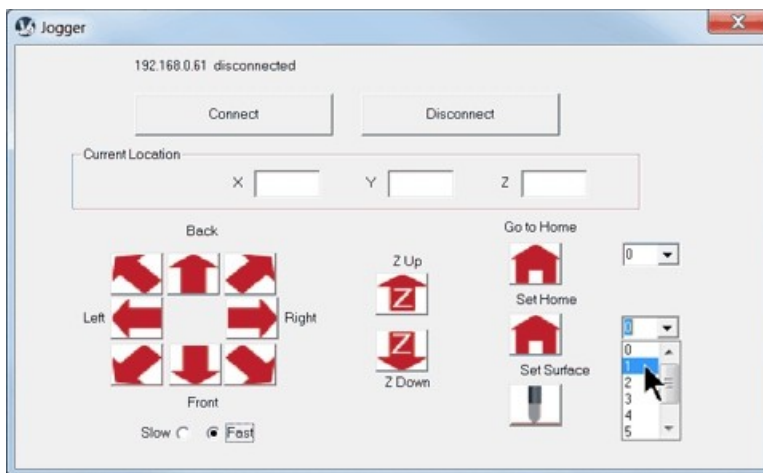 Jogger
192.168.0.61 disconnected
Connect
Disconnect
Current Location
X
Y
Z
Back
Go to Home
0
Z Up
Z
Set Home
Left
Right
0
Z
0
1
2
3
4
5
Z Down
Set Surface
Front
Slow
Fast